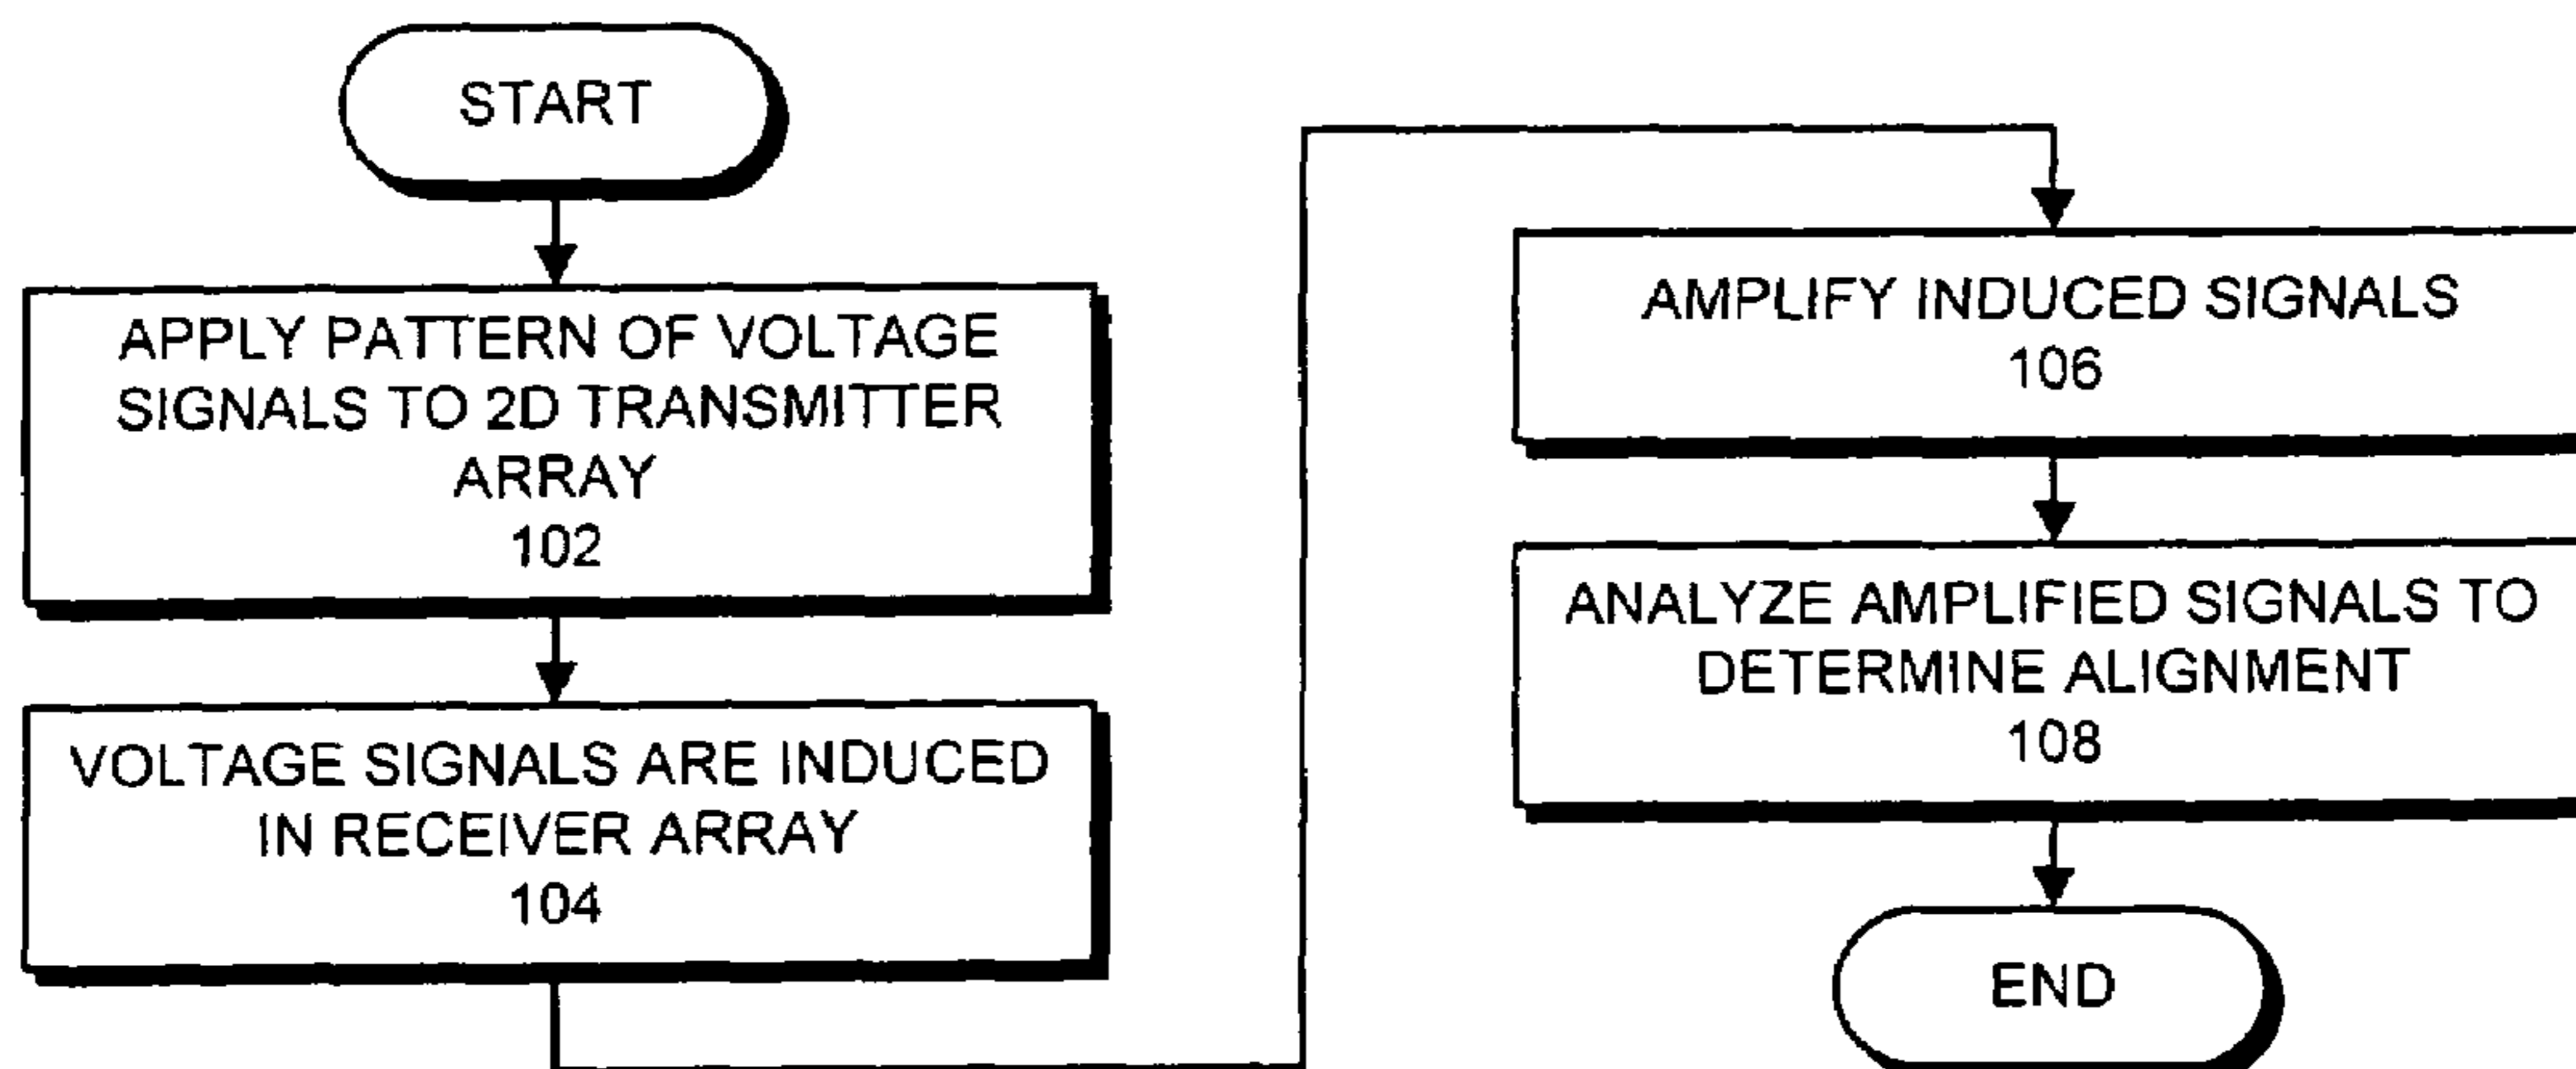 START
APPLY PATTERN OF VOLTAGE
SIGNALS TO 2D TRANSMITTER
ARRAY
102
VOLTAGE SIGNALS ARE INDUCED
IN RECEIVER ARRAY
104
AMPLIFY INDUCED SIGNALS
106
ANALYZE AMPLIFIED SIGNALS TO
DETERMINE ALIGNMENT
108
END